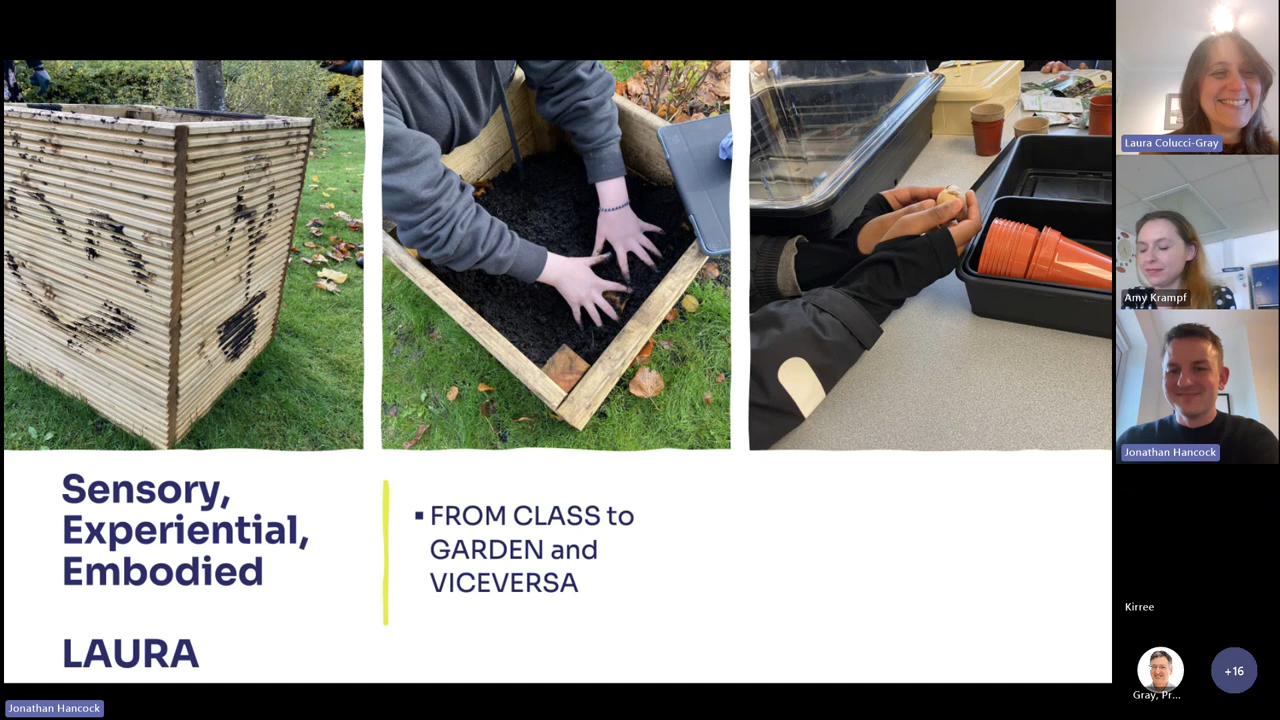 Sensory,
Experiential,
Embodied
LAURA
▪ FROM CLASS to
GARDEN and
VICEVERSA
Laura Colucci-Gray
Amy Krampf
Jonathan Hancock
Kirree
Gray, Pr...
+16
Jonathan Hancock